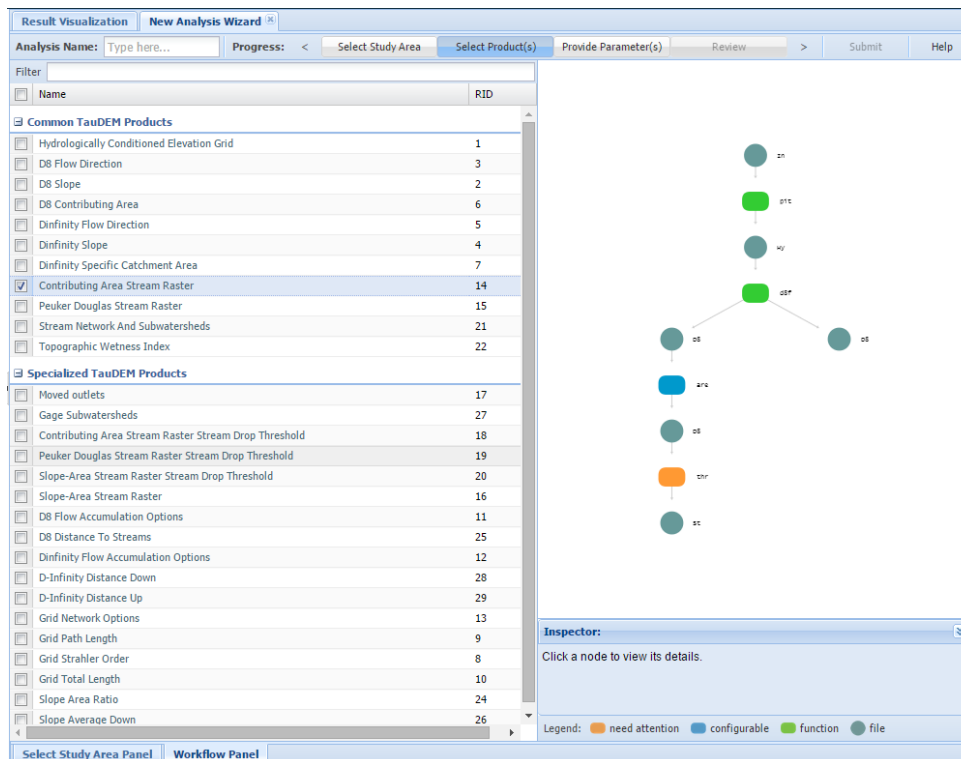 Result Visualization New Analysis Wizard
Analysis Name: Type here... Progress: < Select Study Area Select Product(s) Provide Parameter(s) Review > Submit Help
Filter
Name RID
Common TauDEM Products
Hydrologically Conditioned Elevation Grid 1
D8 Flow Direction 3
D8 Slope 2
D8 Contributing Area 6
Dinfinity Flow Direction 5
Dinfinity Slope 4
Dinfinity Specific Catchment Area 7
Contributing Area Stream Raster 14
Peuker Douglas Stream Raster 15
Stream Network And Subwatersheds 21
Topographic Wetness Index 22
Specialized TauDEM Products
Moved outlets 17
Gage Subwatersheds 27
Contributing Area Stream Raster Stream Drop Threshold 18
Peuker Douglas Stream Raster Stream Drop Threshold 19
Slope-Area Stream Raster Stream Drop Threshold 20
Slope-Area Stream Raster 16
D8 Flow Accumulation Options 11
D8 Distance To Streams 25
Dinfinity Flow Accumulation Options 12
D-Infinity Distance Down 28
D-Infinity Distance Up 29
Grid Network Options 13
Grid Path Length 9
Grid Strahler Order 8
Grid Total Length 10
Slope Area Ratio 24
Slope Average Down 26
pit
d8f
are
thr
st
Inspector:
Click a node to view its details.
Legend: need attention configurable function file
Select Study Area Panel Workflow Panel